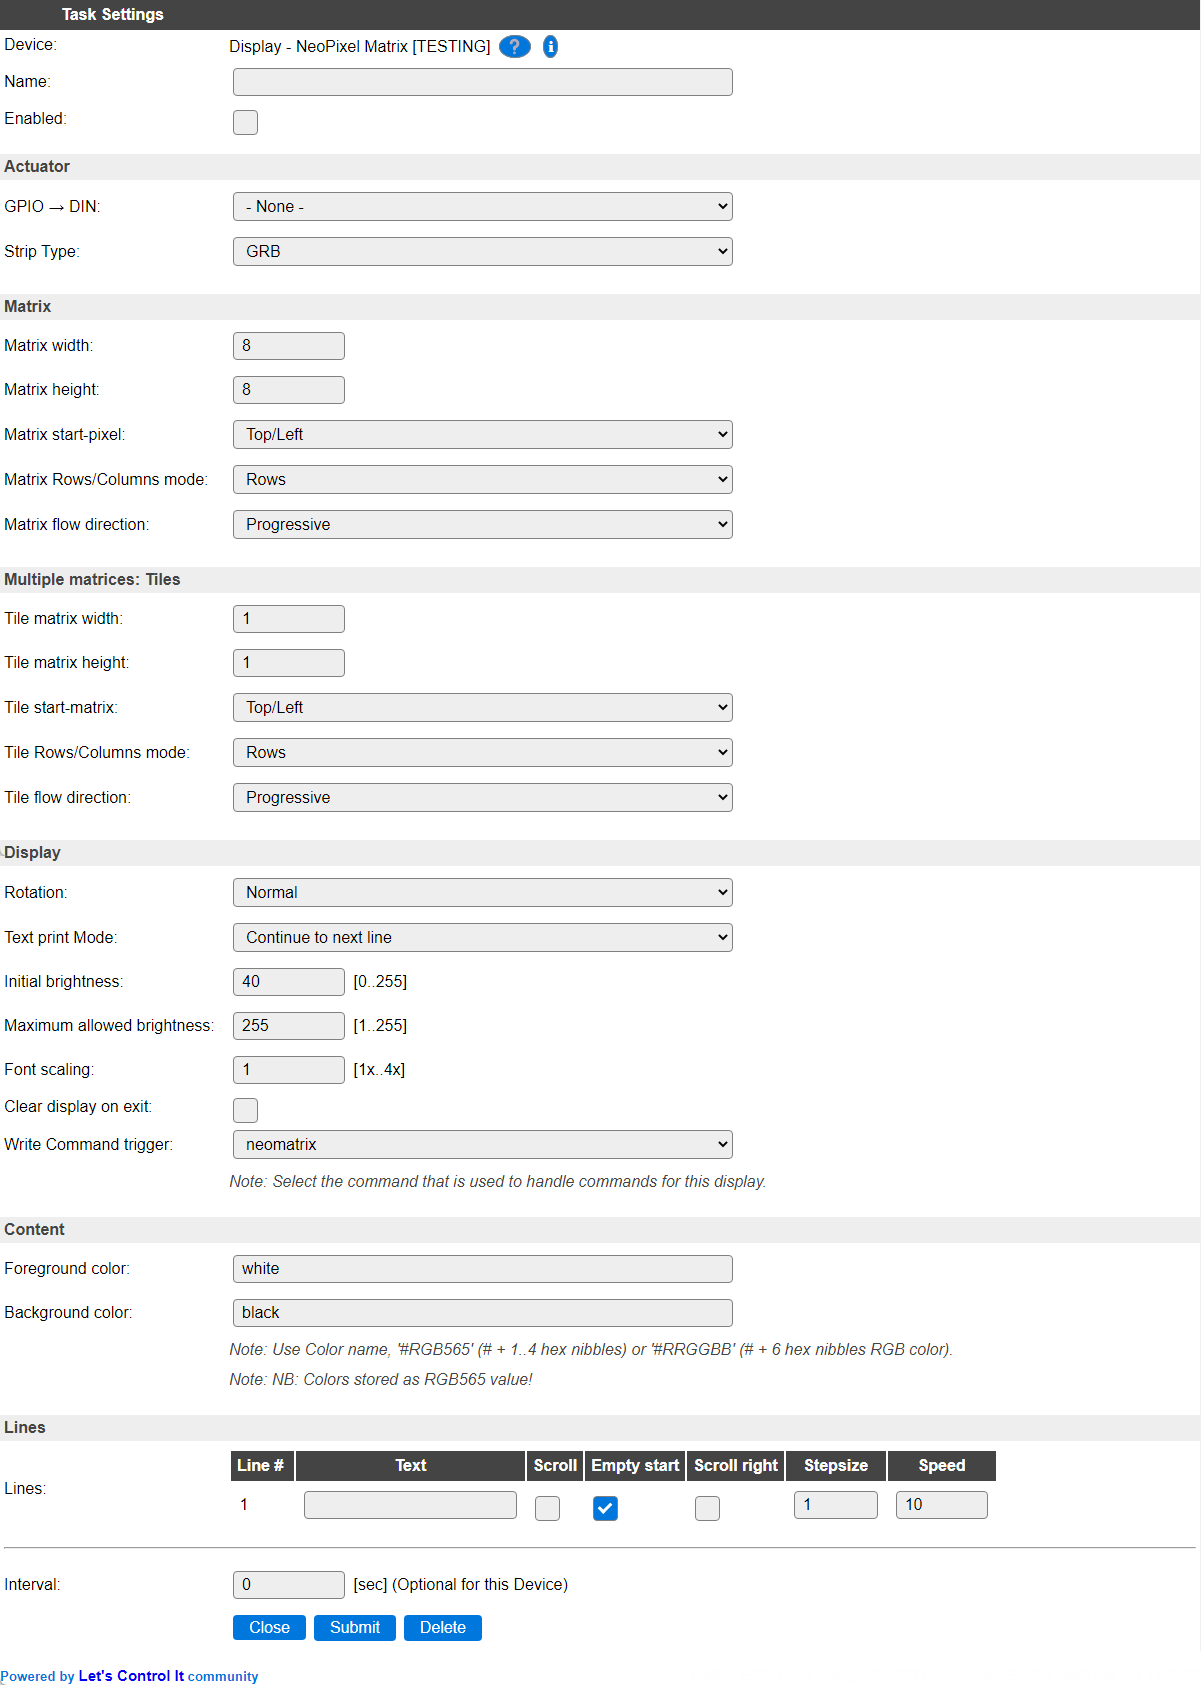 Task Settings
Device: Display - NeoPixel Matrix [TESTING] ? i
Name:
Enabled:
Actuator
GPIO → DIN: - None -
Strip Type: GRB
Matrix
Matrix width: 8
Matrix height: 8
Matrix start-pixel: Top/Left
Matrix Rows/Columns mode: Rows
Matrix flow direction: Progressive
Multiple matrices: Tiles
Tile matrix width: 1
Tile matrix height: 1
Tile start-matrix: Top/Left
Tile Rows/Columns mode: Rows
Tile flow direction: Progressive
Display
Rotation: Normal
Text print Mode: Continue to next line
Initial brightness: 40 [0..255]
Maximum allowed brightness: 255 [1..255]
Font scaling: 1 [1x..4x]
Clear display on exit:
Write Command trigger: neomatrix
Note: Select the command that is used to handle commands for this display.
Content
Foreground color: white
Background color: black
Note: Use Color name, '#RGB565' (# + 1..4 hex nibbles) or '#RRGGBB' (# + 6 hex nibbles RGB color).
Note: NB: Colors stored as RGB565 value!
Lines
Line # Text Scroll Empty start Scroll right Stepsize Speed
Lines:
1 1 10
Interval: 0 [sec] (Optional for this Device)
Close Submit Delete
Powered by Let's Control It community